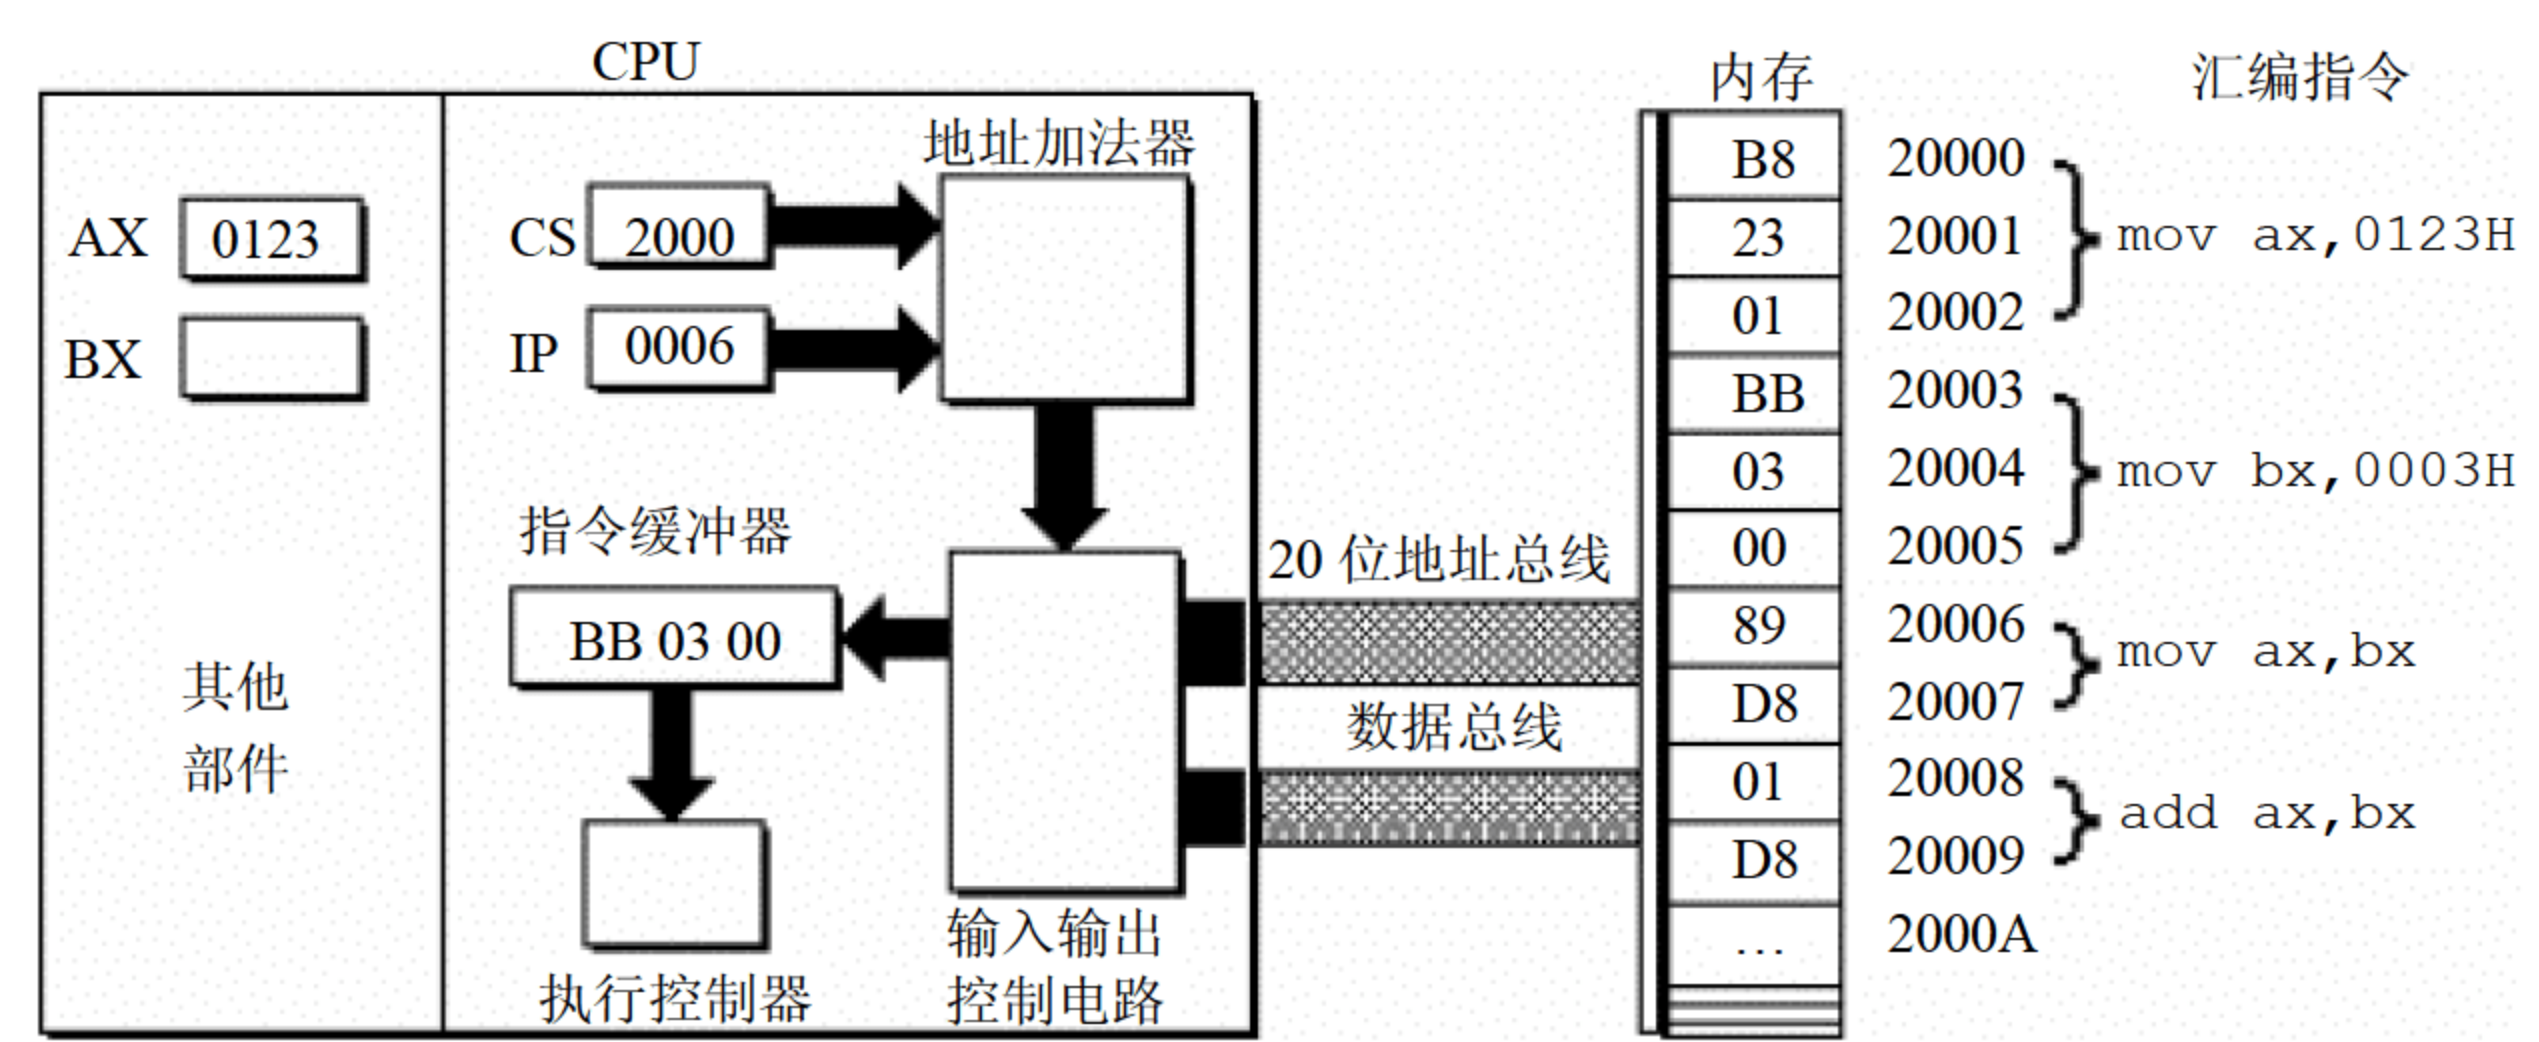 CPU
地址加法器
AX 0123
BX
CS 2000
IP 0006
指令缓冲器
BB 03 00
其他
部件
执行控制器
输入输出
控制电路
20 位地址总线
数据总线
内存 汇编指令
B8 20000
23 20001 mov ax,0123H
01 20002
BB 20003
03 20004 mov bx,0003H
00 20005
89 20006 mov ax,bx
D8 20007
01 20008 add ax,bx
D8 20009
… 2000A